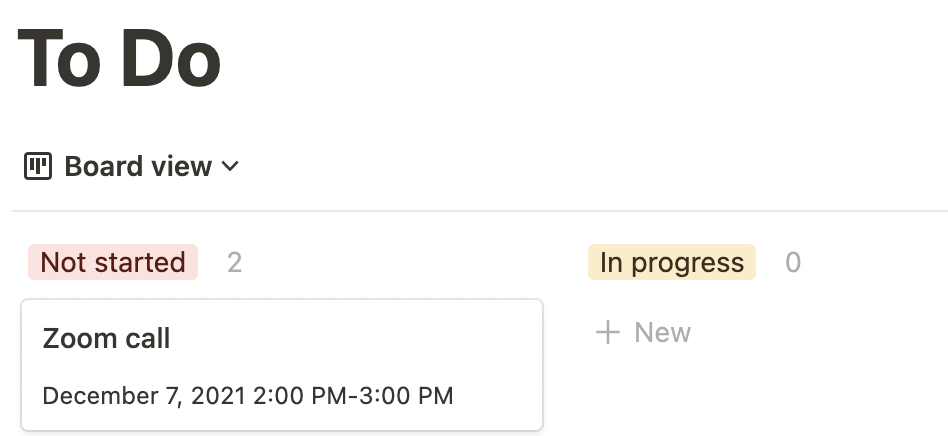 To Do
Board view
Not started 2
In progress 0
Zoom call
+ New
December 7, 2021 2:00 PM-3:00 PM